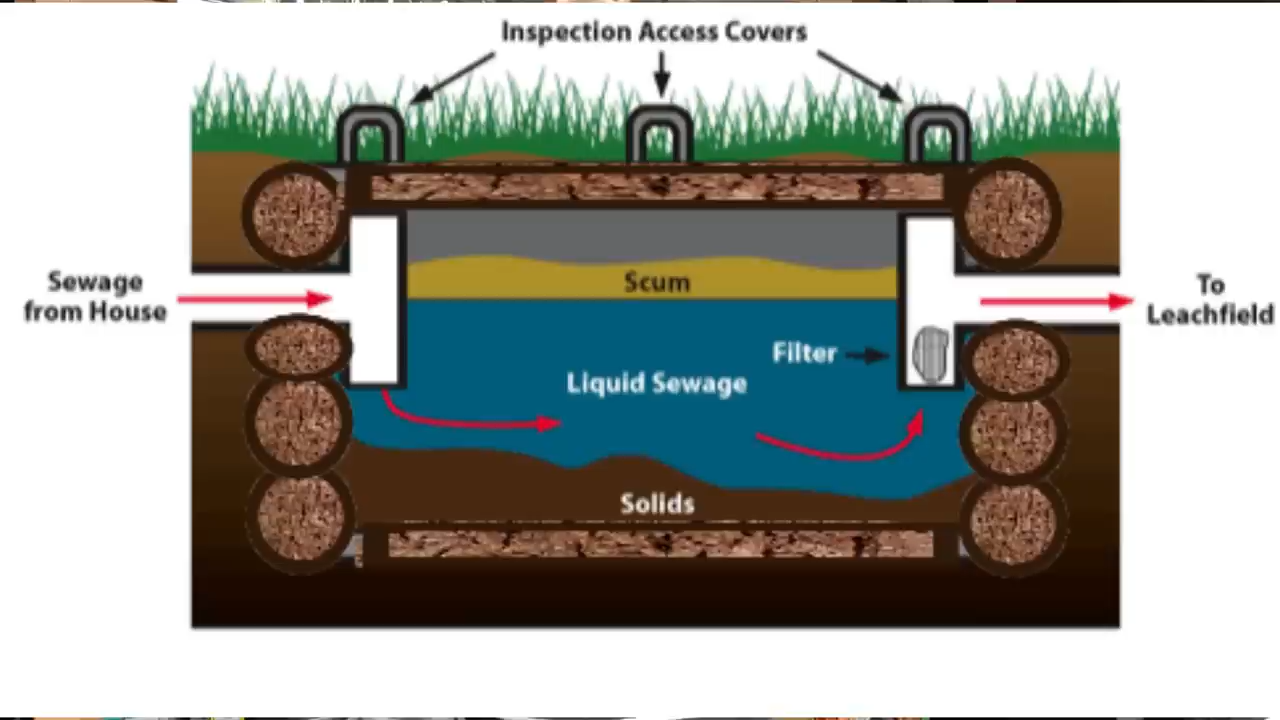 Inspection Access Covers
Sewage
from House
Scum
To
Leachfield
Filter
Liquid Sewage
Solids